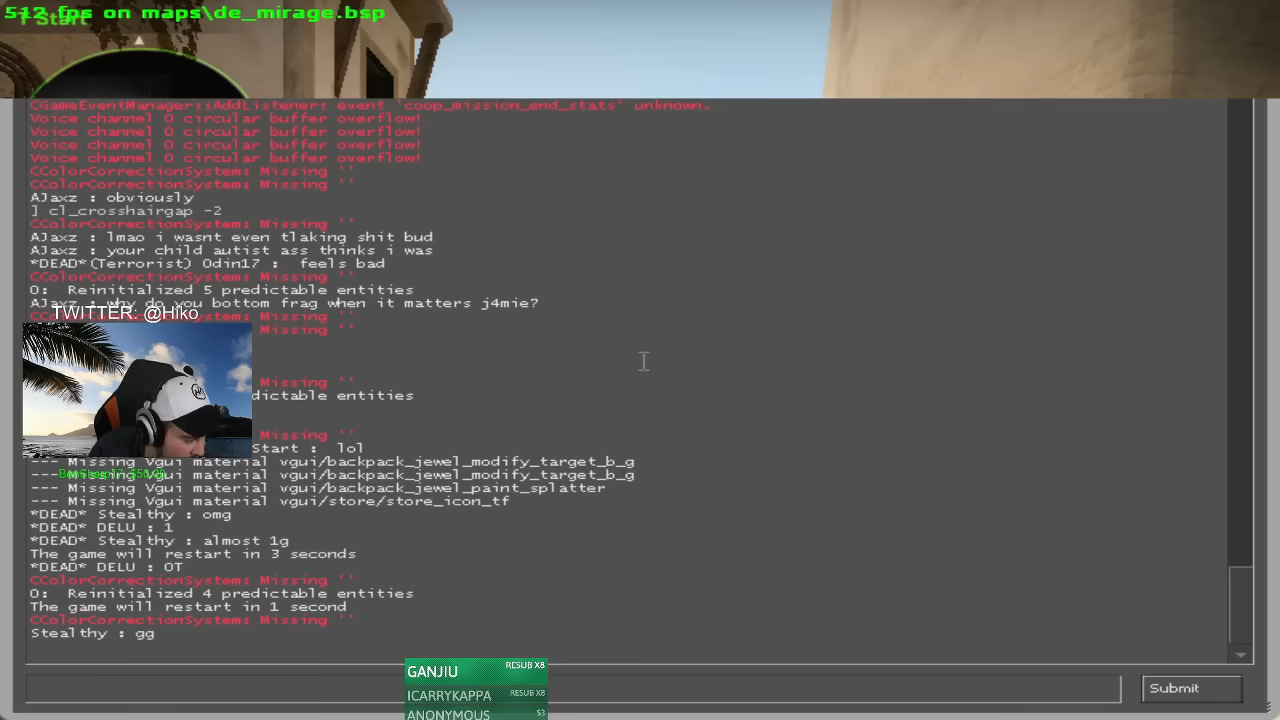 512 fps on maps\de_mirage.bsp
T Start
CGameEventManager::AddListener: event 'coop_mission_end_stats' unknown.
Voice channel 0 circular buffer overflow!
Voice channel 0 circular buffer overflow!
Voice channel 0 circular buffer overflow!
Voice channel 0 circular buffer overflow!
CColorCorrectionSystem: Missing ''
CColorCorrectionSystem: Missing ''
AJaxz : obviously
] cl_crosshairgap -2
CColorCorrectionSystem: Missing ''
AJaxz : lmao i wasnt even tlaking shit bud
AJaxz : your child autist ass thinks i was
*DEAD*(Terrorist) Odin17 :  feels bad
CColorCorrectionSystem: Missing ''
0:  Reinitialized 5 predictable entities
AJaxz : why do you bottom frag when it matters j4mie?
TWITTER: @Hiko
CColorCorrectionSystem: Missing ''
Missing ''
Missing ''
dictable entities
Missing ''
Start :  lol
--- Missing Vgui material vgui/backpack_jewel_modify_target_b_g
--- Missing Vgui material vgui/backpack_jewel_modify_target_b_g
--- Missing Vgui material vgui/backpack_jewel_paint_splatter
--- Missing Vgui material vgui/store/store_icon_tf
*DEAD* Stealthy : omg
*DEAD* DELU : 1
*DEAD* Stealthy : almost 1g
The game will restart in 3 seconds
*DEAD* DELU : OT
CColorCorrectionSystem: Missing ''
0:  Reinitialized 4 predictable entities
The game will restart in 1 second
CColorCorrectionSystem: Missing ''
Stealthy : gg
GANJIU RESUB X8
ICARRYKAPPA RESUB X8
ANONYMOUS $3
Submit